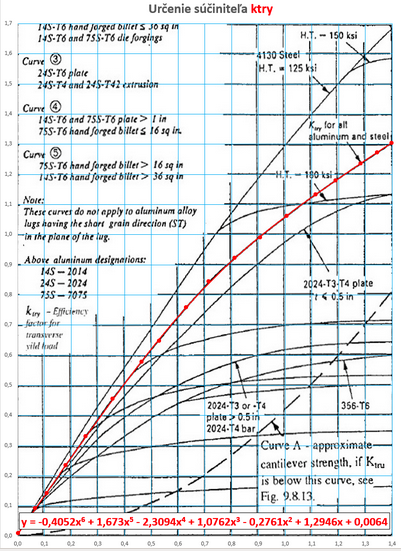 Určenie súčiniteľa ktry
14S-T6 hand forged billet ≤ 36 sq in.
14S-T6 and 75S-T6 die forgings
Curve ③
24S-T6 plate
24S-T4 and 24S-T42 extrusion
Curve ④
14S-T6 and 75S-T6 plate > 1 in
75S-T6 hand forged billet ≤ 16 sq in.
Curve ⑤
75S-T6 hand forged billet > 16 sq in
14S-T6 hand forged billet > 36 sq in.
Note:
These curves do not apply to aluminum alloy
lugs having the short grain direction (ST)
in the plane of the lug.
Above aluminum designations:
14S — 2014
24S — 2024
75S — 7075
ktry - Efficiency
factor for
transverse
yild load
H.T. = 150 ksi
4130 Steel
H.T. = 125 ksi
Ktry for all
aluminum and steel
H.T. = 180 ksi
2024-T3-T4 plate
t ≤ 0.5 in
2024-T3 or -T4
plate > 0.5 in
2024-T4 bar
356-T6
Curve A - approximate
cantilever strength, if Ktru
is below this curve, see
Fig. 9.8.13.
y = -0,4052x⁶ + 1,673x⁵ - 2,3094x⁴ + 1,0762x³ - 0,2761x² + 1,2946x + 0,0064
1,7
1,6
1,5
1,4
1,3
1,2
1,1
1,0
0,9
0,8
0,7
0,6
0,5
0,4
0,3
0,2
0,1
0,0
0,0 0,1 0,2 0,3 0,4 0,5 0,6 0,7 0,8 0,9 1,0 1,1 1,2 1,3 1,4